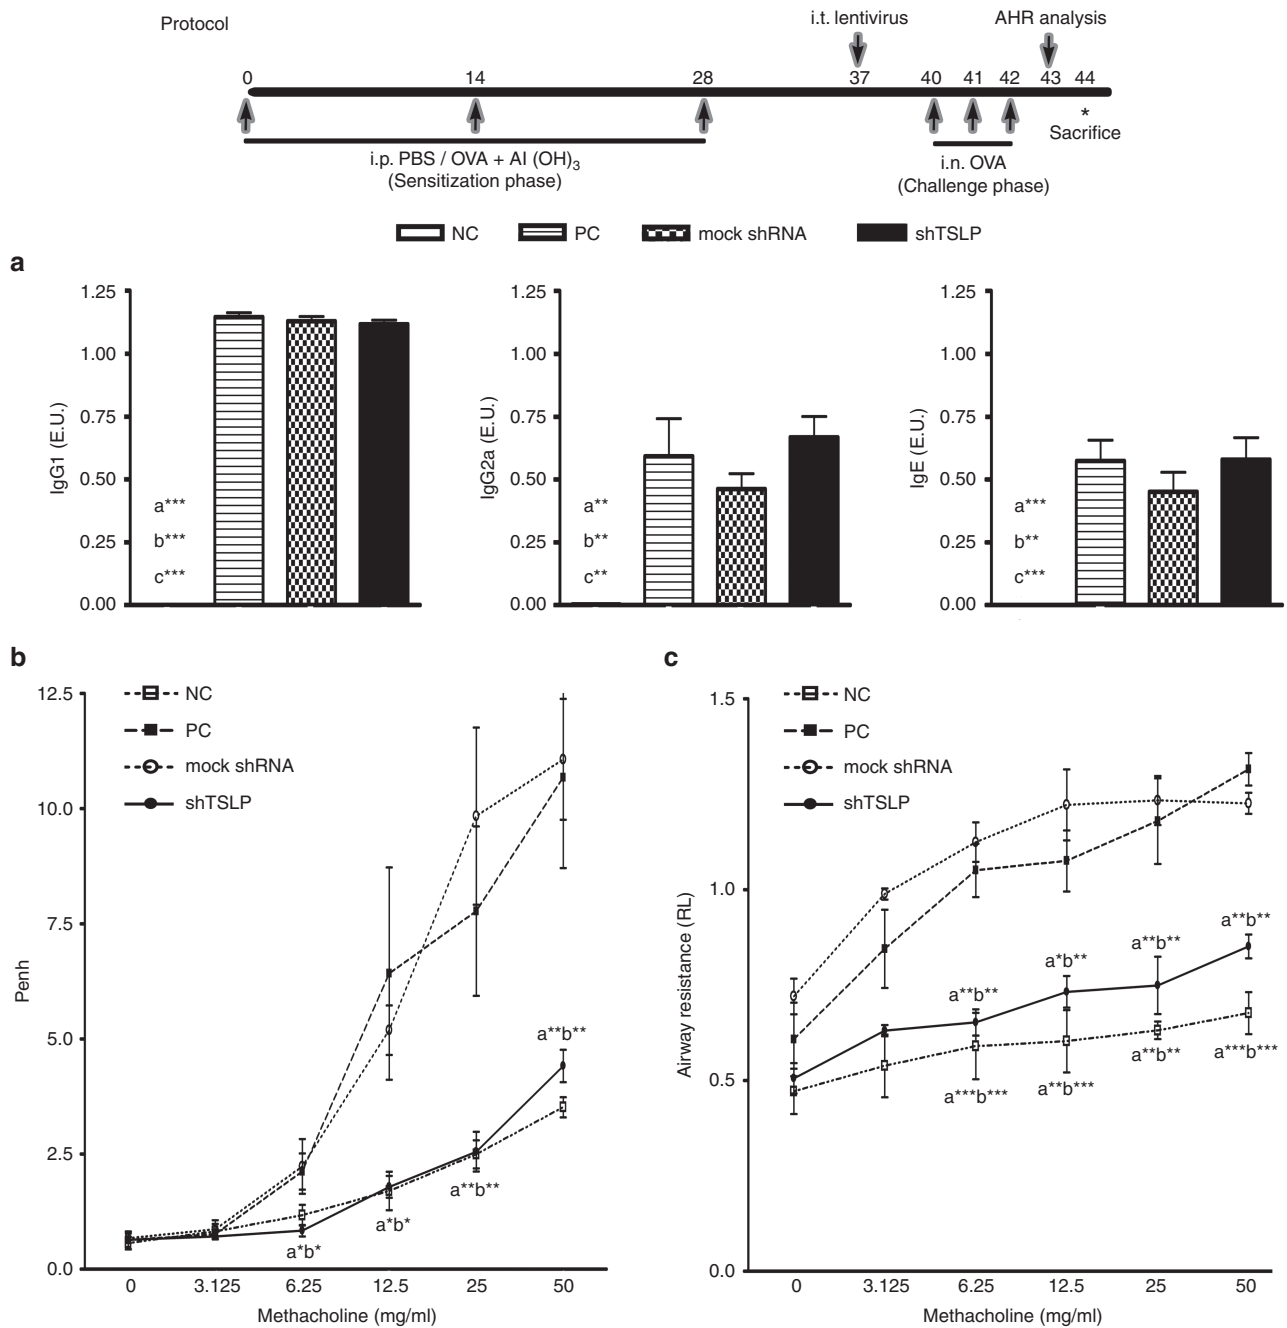 Protocol
i.t. lentivirus
AHR analysis
0 14 28 37 40 41 42 43 44
*
Sacrifice
i.p. PBS / OVA + Al (OH)3
(Sensitization phase)
i.n. OVA
(Challenge phase)
NC PC mock shRNA shTSLP
a
IgG1 (E.U.)
1.25
1.00
0.75
0.50
0.25
0.00
a***
b***
c***
IgG2a (E.U.)
1.25
1.00
0.75
0.50
0.25
0.00
a**
b**
c**
IgE (E.U.)
1.25
1.00
0.75
0.50
0.25
0.00
a***
b**
c***
b
NC
PC
mock shRNA
shTSLP
Penh
12.5
10.0
7.5
5.0
2.5
0.0
a*b*
a*b*
a**b**
a**b**
0 3.125 6.25 12.5 25 50
Methacholine (mg/ml)
c
NC
PC
mock shRNA
shTSLP
Airway resistance (RL)
1.5
1.0
0.5
0.0
a**b**
a*b**
a**b**
a**b**
a***b***
a**b***
a**b**
a***b***
0 3.125 6.25 12.5 25 50
Methacholine (mg/ml)